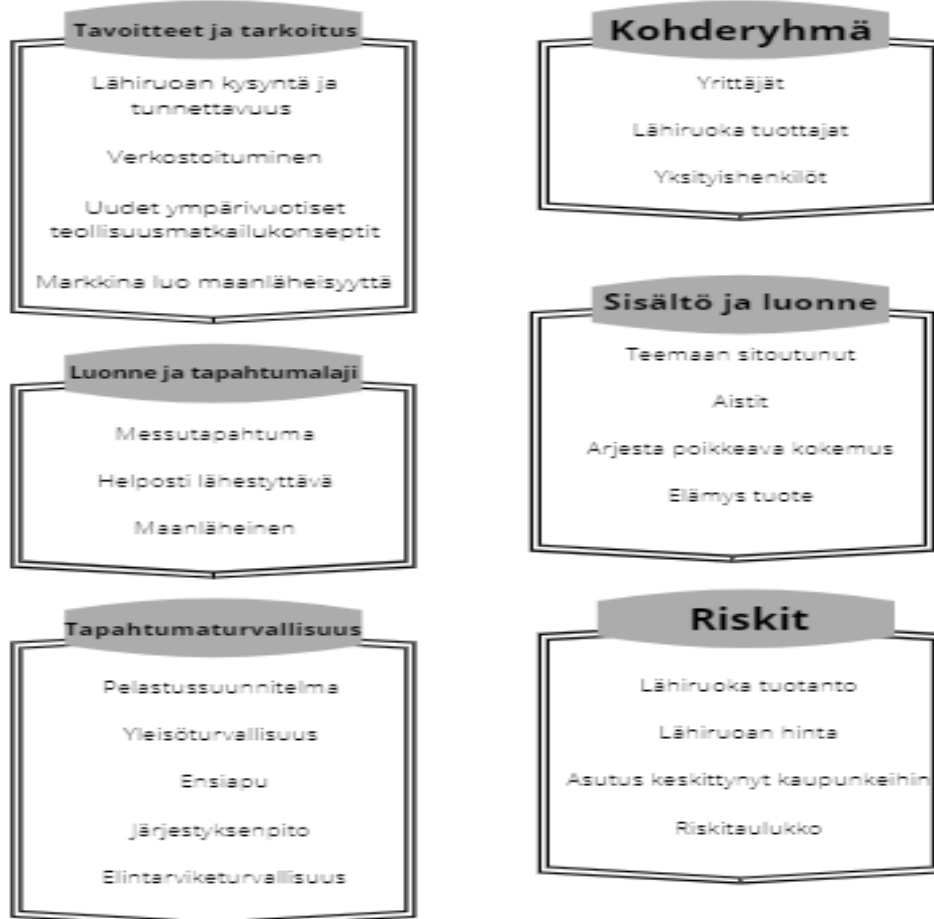 Tavoitteet ja tarkoitus
Lähiruoan kysyntä ja
tunnettavuus
Verkostoituminen
Uudet ympärivuotiset
teollisuusmatkailukonseptit
Markkina luo maanläheisyyttä
Luonne ja tapahtumalaji
Messutapahtuma
Helposti lähestyttävä
Maanläheinen
Tapahtumaturvallisuus
Pelastussuunnitelma
Yleisöturvallisuus
Ensiapu
Järjestyksenpito
Elintarviketurvallisuus
Kohderyhmä
Yrittäjät
Lähiruoka tuottajat
Yksityishenkilöt
Sisältö ja luonne
Teemaan sitoutunut
Aistit
Arjesta poikkeava kokemus
Elämys tuote
Riskit
Lähiruoka tuotanto
Lähiruoan hinta
Asutus keskittynyt kaupunkeihin
Riskitaulukko